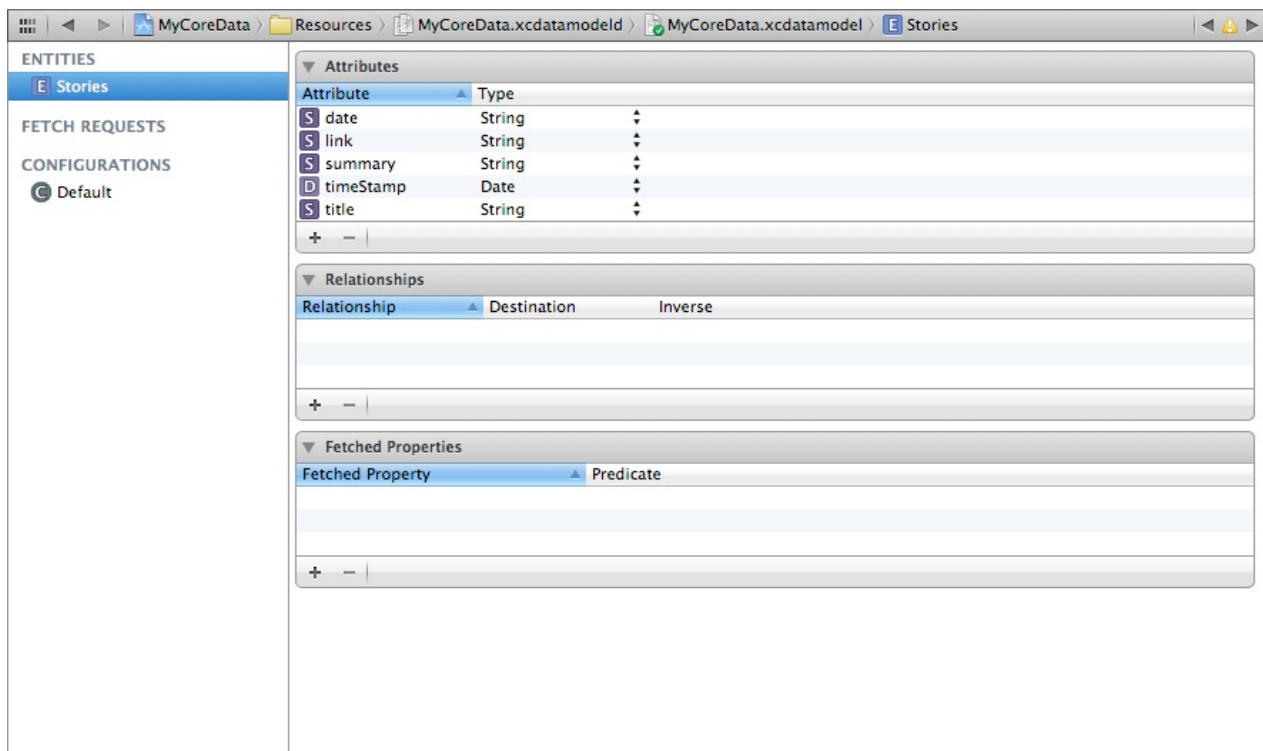 MyCoreData Resources MyCoreData.xcdatamodeld MyCoreData.xcdatamodel E Stories
ENTITIES
E Stories
FETCH REQUESTS
CONFIGURATIONS
C Default
Attributes
Attribute Type
S date String
S link String
S summary String
D timeStamp Date
S title String
+ −
Relationships
Relationship Destination Inverse
+ −
Fetched Properties
Fetched Property Predicate
+ −